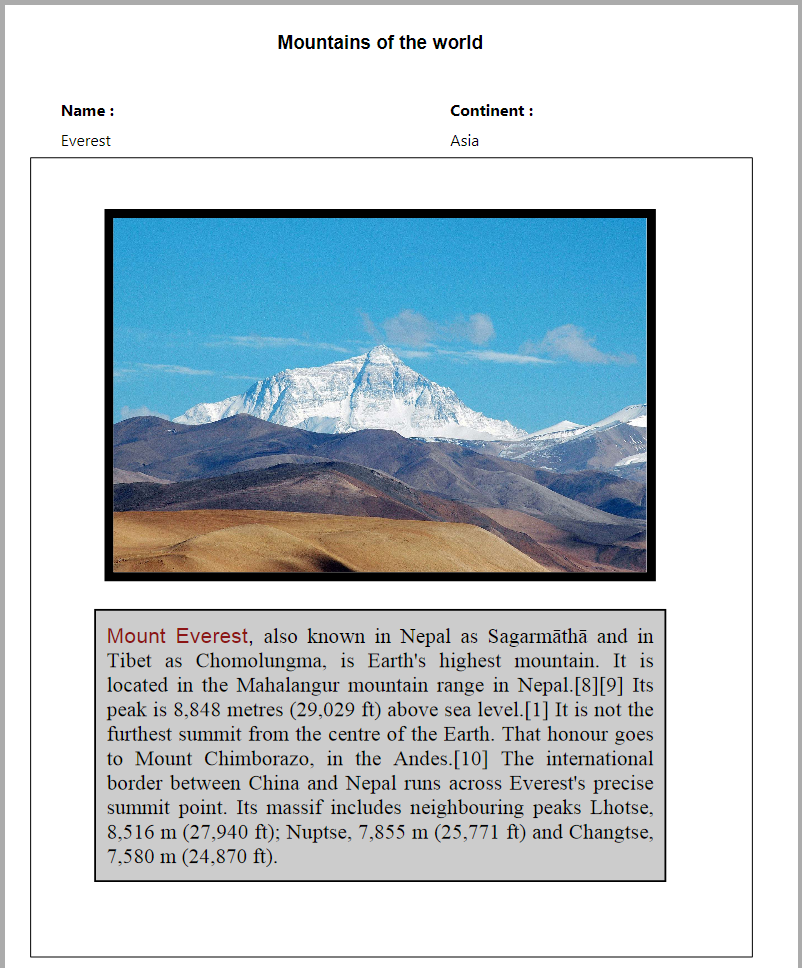 Mountains of the world
Name : Continent :
Everest Asia
Mount Everest, also known in Nepal as Sagarmāthā and in
Tibet as Chomolungma, is Earth's highest mountain. It is
located in the Mahalangur mountain range in Nepal.[8][9] Its
peak is 8,848 metres (29,029 ft) above sea level.[1] It is not the
furthest summit from the centre of the Earth. That honour goes
to Mount Chimborazo, in the Andes.[10] The international
border between China and Nepal runs across Everest's precise
summit point. Its massif includes neighbouring peaks Lhotse,
8,516 m (27,940 ft); Nuptse, 7,855 m (25,771 ft) and Changtse,
7,580 m (24,870 ft).